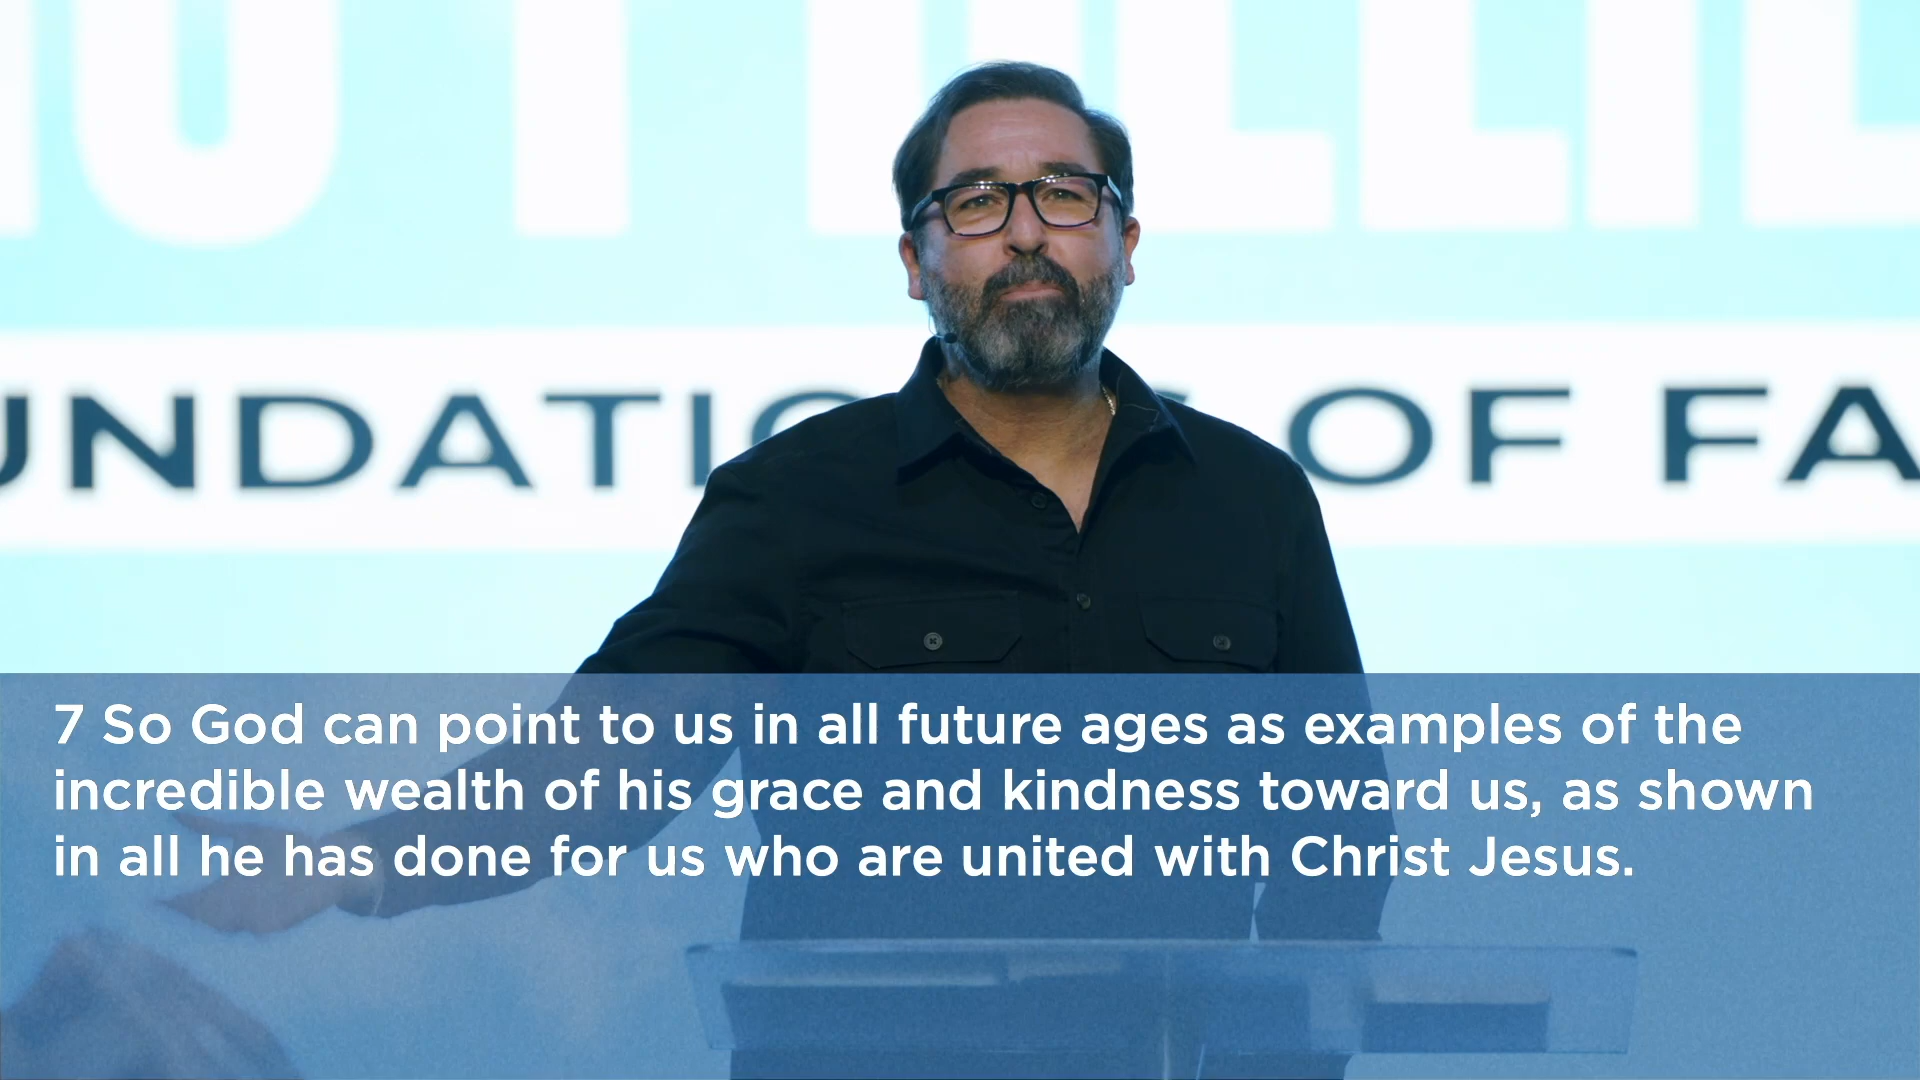 UNDATI S OF FA
7 So God can point to us in all future ages as examples of the
incredible wealth of his grace and kindness toward us, as shown
in all he has done for us who are united with Christ Jesus.